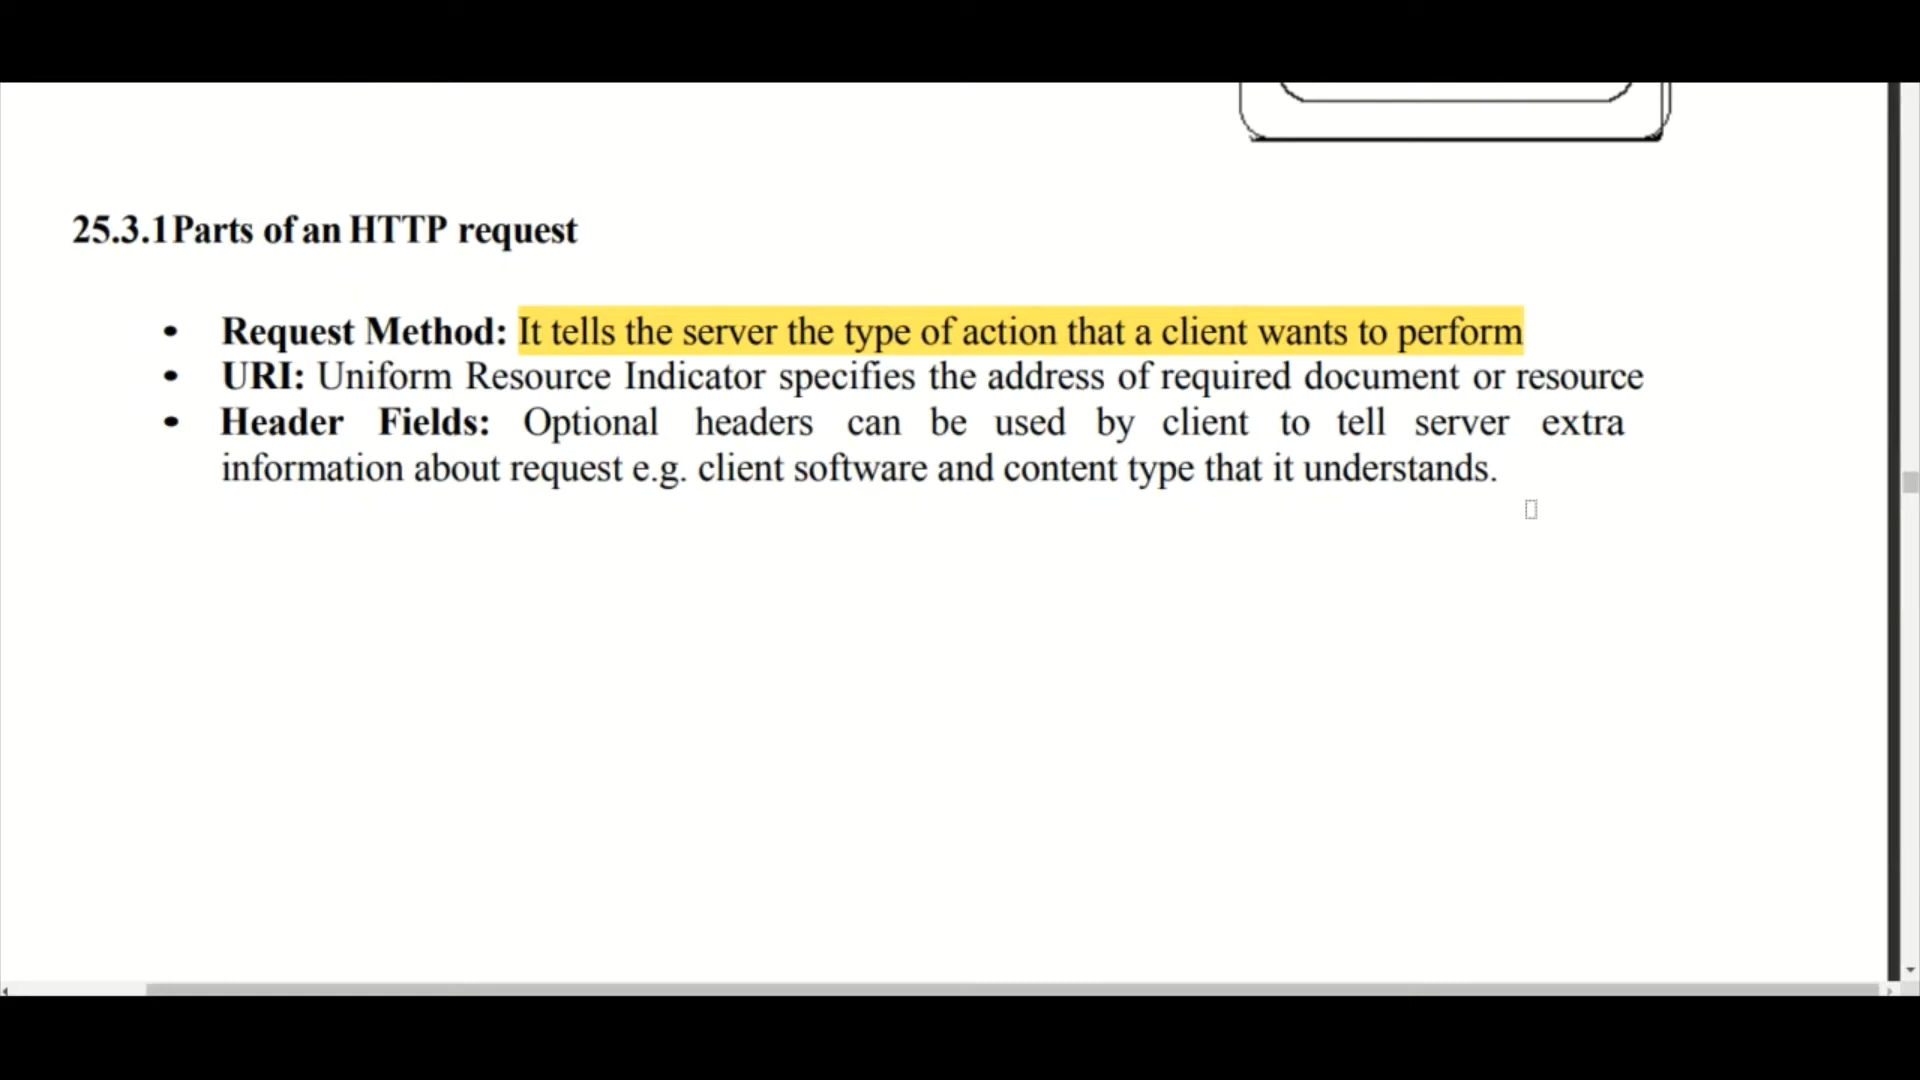 25.3.1Parts of an HTTP request
• Request Method: It tells the server the type of action that a client wants to perform
• URI: Uniform Resource Indicator specifies the address of required document or resource
• Header Fields: Optional headers can be used by client to tell server extra
information about request e.g. client software and content type that it understands.